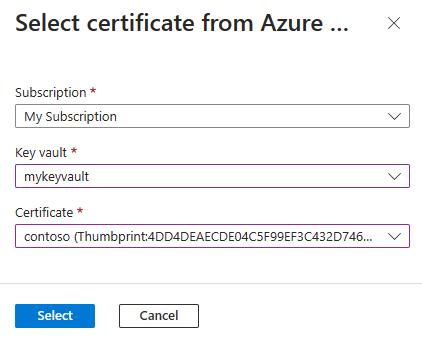 Select certificate from Azure ...
Subscription *
My Subscription
Key vault *
mykeyvault
Certificate *
contoso (Thumbprint:4DD4DEAECDE04C5F99EF3C432D746...
Select
Cancel